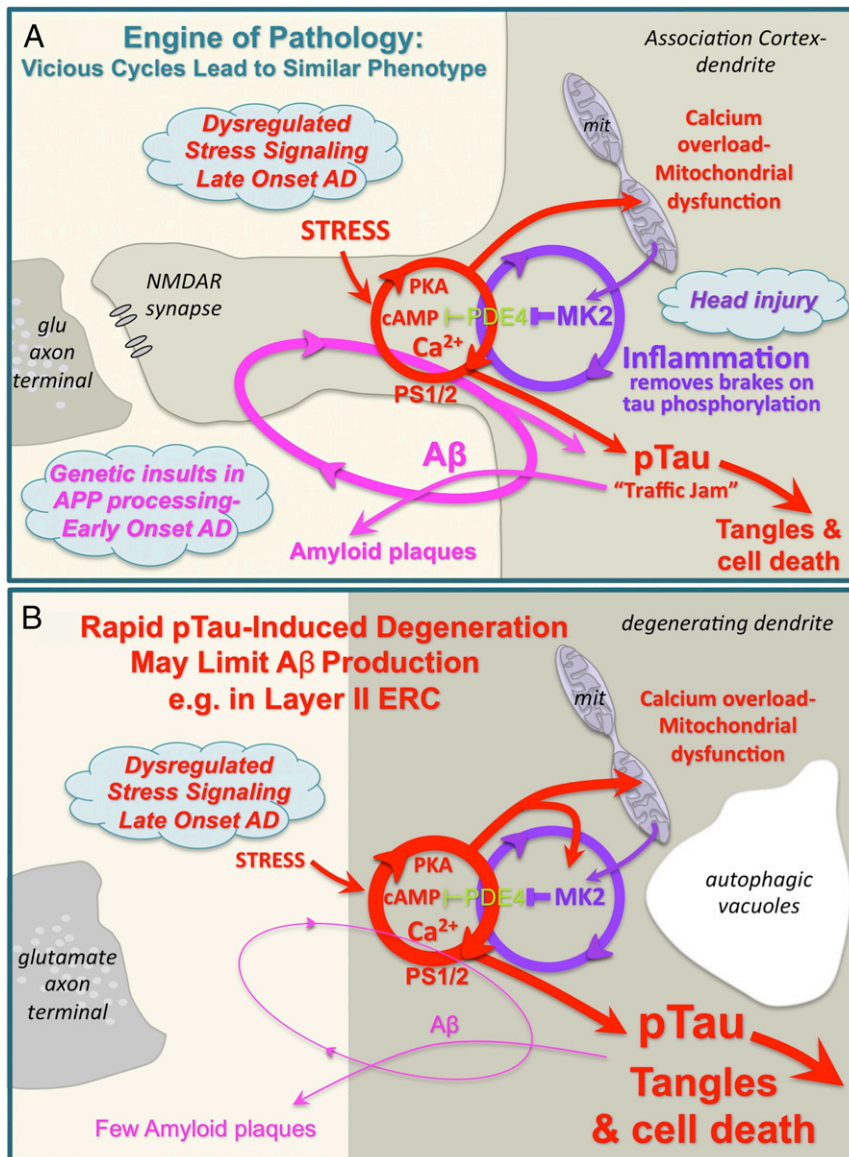 A
Engine of Pathology:
Vicious Cycles Lead to Similar Phenotype
Association Cortex-
dendrite
Dysregulated
Stress Signaling
Late Onset AD
mit
Calcium
overload-
Mitochondrial
dysfunction
STRESS
NMDAR
synapse
glu
axon
terminal
PKA
cAMP
PDE4
MK2
Ca2+
PS1/2
Head injury
Inflammation
removes brakes on
tau phosphorylation
Aβ
pTau
"Traffic Jam"
Genetic insults in
APP processing-
Early Onset AD
Amyloid plaques
Tangles &
cell death
B
Rapid pTau-Induced Degeneration
May Limit Aβ Production
e.g. in Layer II ERC
degenerating dendrite
mit
Calcium overload-
Mitochondrial
dysfunction
Dysregulated
Stress Signaling
Late Onset AD
STRESS
PKA
cAMP
PDE4
MK2
Ca2+
PS1/2
autophagic
vacuoles
glutamate
axon
terminal
Aβ
pTau
Tangles
& cell death
Few Amyloid plaques